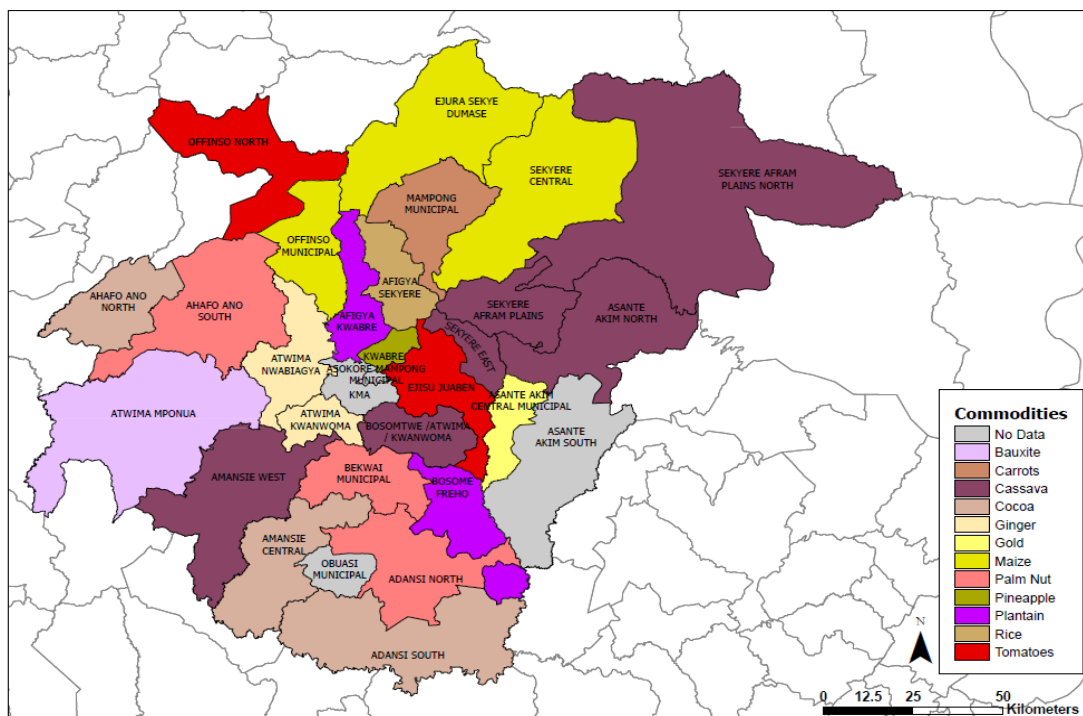 EJURA SEKYE
DUMASE
OFFINSO NORTH
SEKYERE
CENTRAL
SEKYERE AFRAM
PLAINS NORTH
MAMPONG
MUNICIPAL
OFFINSO
MUNICIPAL
AFIGYA
SEKYERE
AHAFO ANO
NORTH
AHAFO ANO
SOUTH
AFIGYA
KWABRE
SEKYERE
AFRAM PLAINS
ASANTE
AKIM NORTH
SEKYERE EAST
KWABRE
ATWIMA
NWABIAGYA
ASOKORE MAMPONG
MUNICIPAL
KMA
EJISU JUABEN
ASANTE AKIM
CENTRAL MUNICIPAL
ATWIMA MPONUA
ATWIMA
KWANWOMA
BOSOMTWE /ATWIMA
/ KWANWOMA
ASANTE
AKIM SOUTH
AMANSIE WEST
BEKWAI
MUNICIPAL
BOSOME
FREHO
AMANSIE
CENTRAL
OBUASI
MUNICIPAL
ADANSI NORTH
ADANSI SOUTH
Commodities
No Data
Bauxite
Carrots
Cassava
Cocoa
Ginger
Gold
Maize
Palm Nut
Pineapple
Plantain
Rice
Tomatoes
N
0 12.5 25 50
Kilometers